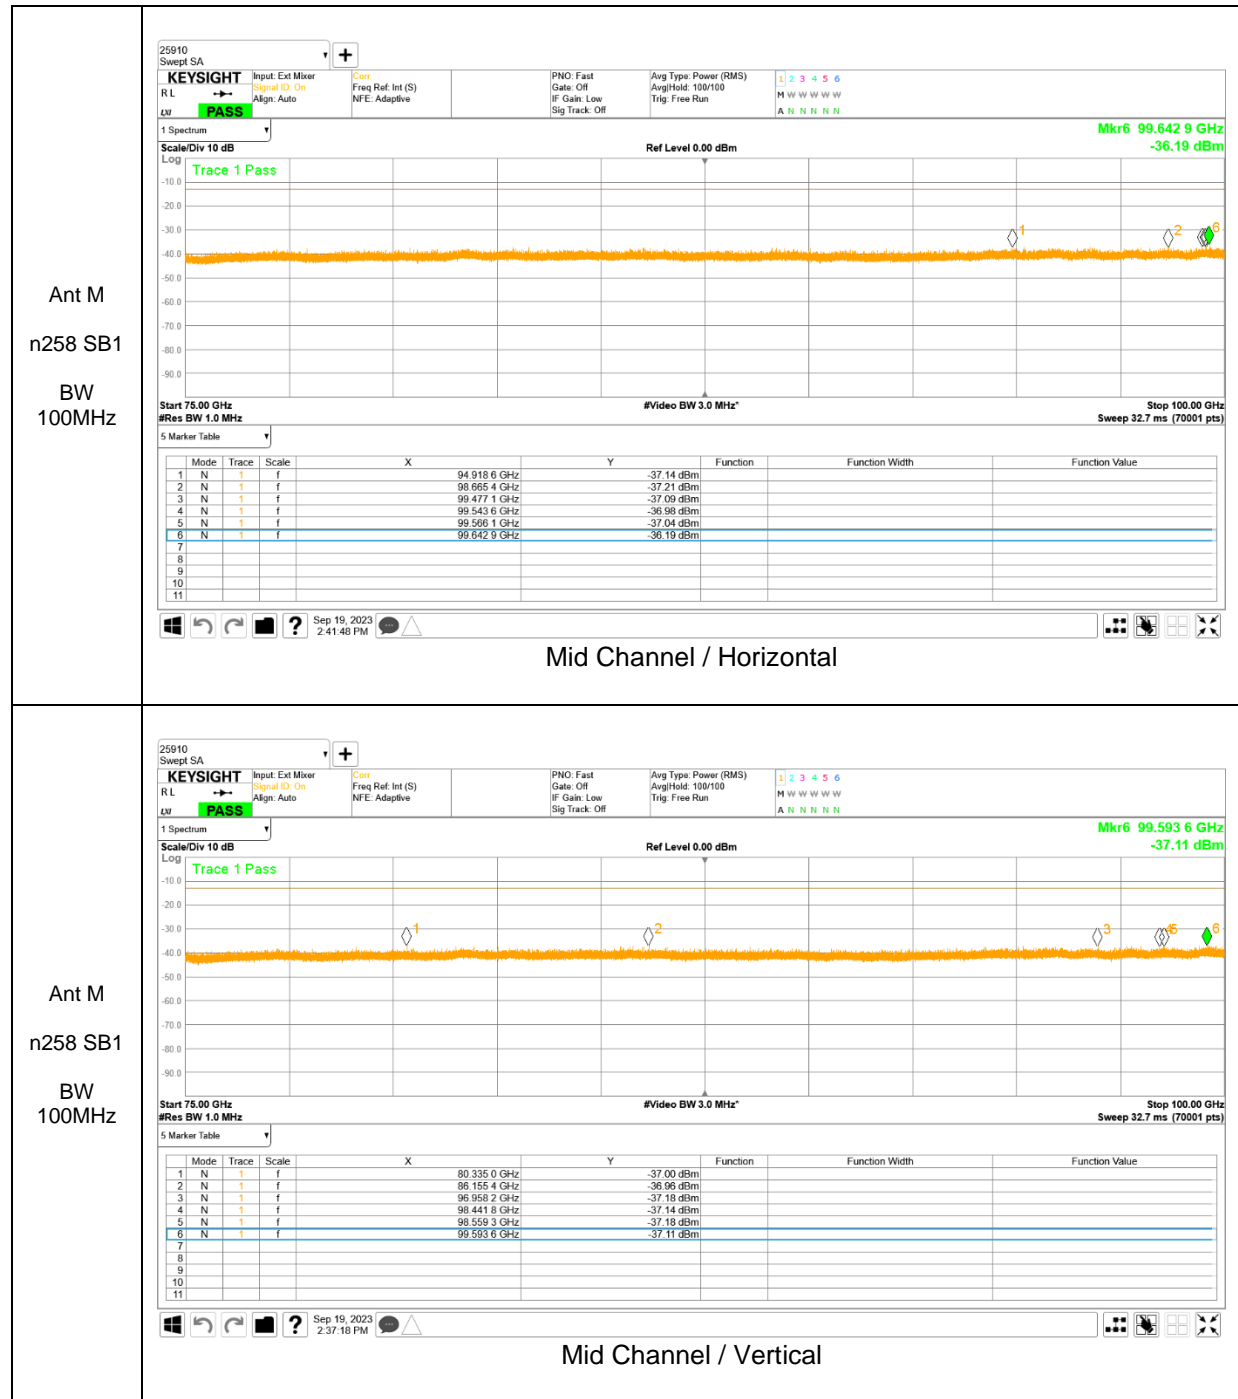 Ant M
n258 SB1
BW
100MHz
25910
Swept SA
KEYSIGHT
RL
LXI
PASS
Input: Ext Mixer
Signal ID: On
Align: Auto
Corr
Freq Ref: Int (S)
NFE: Adaptive
PNO: Fast
Gate: Off
IF Gain: Low
Sig Track: Off
Avg Type: Power (RMS)
Avg|Hold: 100/100
Trig: Free Run
1 2 3 4 5 6
M W W W W W
A N N N N N
1 Spectrum
Mkr6 99.642 9 GHz
Scale/Div 10 dB
Ref Level 0.00 dBm
-36.19 dBm
Log
Trace 1 Pass
-10.0
-20.0
-30.0
-40.0
-50.0
-60.0
-70.0
-80.0
-90.0
1
2
6
Start 75.00 GHz
#Video BW 3.0 MHz*
Stop 100.00 GHz
#Res BW 1.0 MHz
Sweep 32.7 ms (70001 pts)
5 Marker Table
Mode Trace Scale X Y Function Function Width Function Value
1 N 1 f 94.918 6 GHz -37.14 dBm
2 N 1 f 98.665 4 GHz -37.21 dBm
3 N 1 f 99.477 1 GHz -37.09 dBm
4 N 1 f 99.543 6 GHz -36.98 dBm
5 N 1 f 99.566 1 GHz -37.04 dBm
6 N 1 f 99.642 9 GHz -36.19 dBm
7
8
9
10
11
?
Sep 19, 2023
2:41:48 PM
Mid Channel / Horizontal
Ant M
n258 SB1
BW
100MHz
25910
Swept SA
KEYSIGHT
RL
LXI
PASS
Input: Ext Mixer
Signal ID: On
Align: Auto
Corr
Freq Ref: Int (S)
NFE: Adaptive
PNO: Fast
Gate: Off
IF Gain: Low
Sig Track: Off
Avg Type: Power (RMS)
Avg|Hold: 100/100
Trig: Free Run
1 2 3 4 5 6
M W W W W W
A N N N N N
1 Spectrum
Mkr6 99.593 6 GHz
Scale/Div 10 dB
Ref Level 0.00 dBm
-37.11 dBm
Log
Trace 1 Pass
-10.0
-20.0
-30.0
-40.0
-50.0
-60.0
-70.0
-80.0
-90.0
1
2
3
45
6
Start 75.00 GHz
#Video BW 3.0 MHz*
Stop 100.00 GHz
#Res BW 1.0 MHz
Sweep 32.7 ms (70001 pts)
5 Marker Table
Mode Trace Scale X Y Function Function Width Function Value
1 N 1 f 80.335 0 GHz -37.00 dBm
2 N 1 f 86.155 4 GHz -36.96 dBm
3 N 1 f 96.958 2 GHz -37.18 dBm
4 N 1 f 98.441 8 GHz -37.14 dBm
5 N 1 f 98.559 3 GHz -37.18 dBm
6 N 1 f 99.593 6 GHz -37.11 dBm
7
8
9
10
11
?
Sep 19, 2023
2:37:18 PM
Mid Channel / Vertical